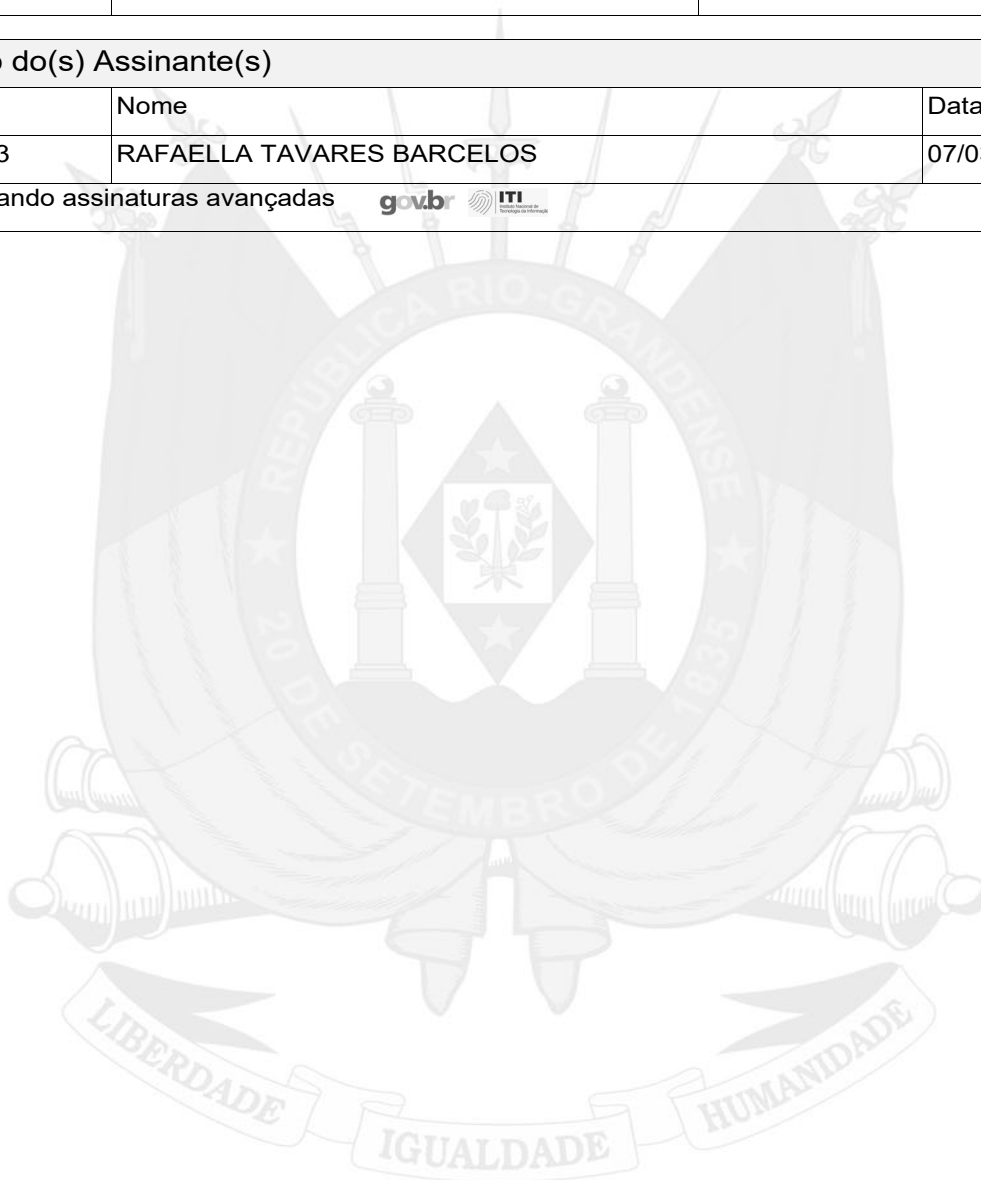 do(s) Assinante(s)
Nome Data
3 RAFAELLA TAVARES BARCELOS 07/0
ando assinaturas avançadas gov.br ITI
REPÚBLICA RIO-GRANDENSE
20 DE SETEMBRO DE 1835
LIBERDADE IGUALDADE HUMANIDADE